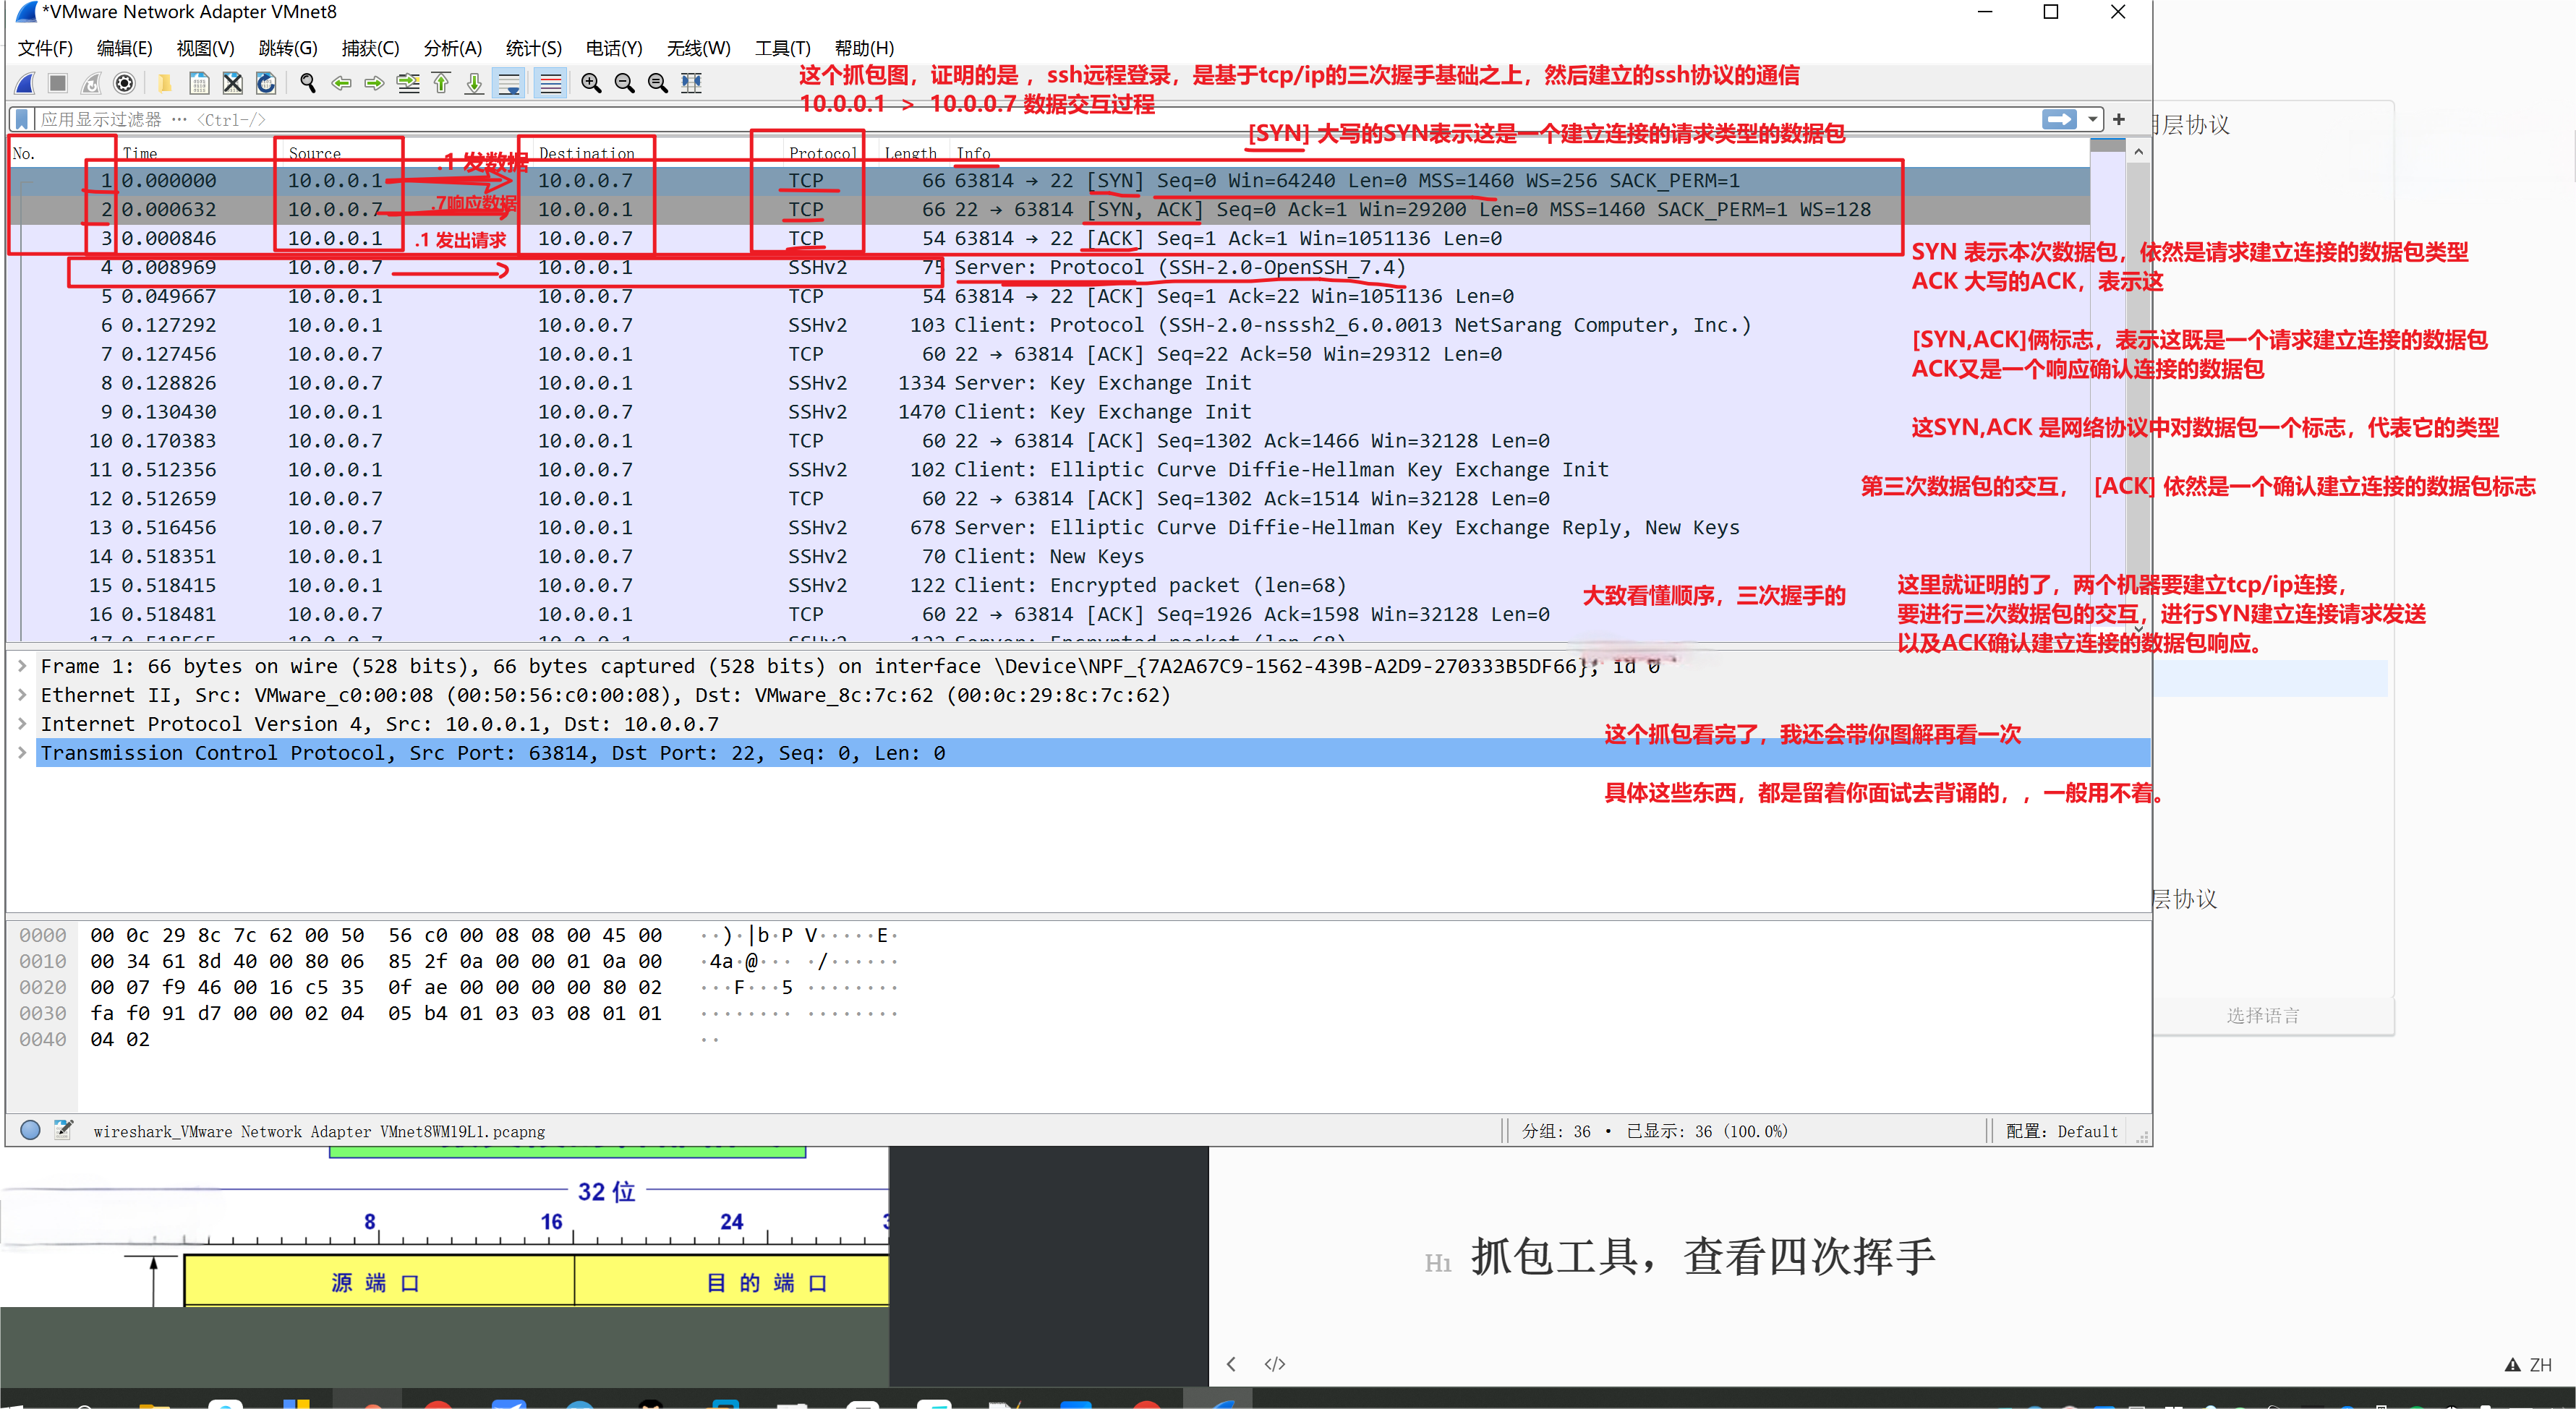 *VMware Network Adapter VMnet8
文件(F) 编辑(E) 视图(V) 跳转(G) 捕获(C) 分析(A) 统计(S) 电话(Y) 无线(W) 工具(T) 帮助(H)
这个抓包图，证明的是 ，ssh远程登录，是基于tcp/ip的三次握手基础之上，然后建立的ssh协议的通信
10.0.0.1 > 10.0.0.7 数据交互过程
应用显示过滤器 … <Ctrl-/>
[SYN] 大写的SYN表示这是一个建立连接的请求类型的数据包
No. Time Source Destination Protocol Length Info
.1 发数据
1 0.000000 10.0.0.1 10.0.0.7 TCP 66 63814 → 22 [SYN] Seq=0 Win=64240 Len=0 MSS=1460 WS=256 SACK_PERM=1
.7响应数据
2 0.000632 10.0.0.7 10.0.0.1 TCP 66 22 → 63814 [SYN, ACK] Seq=0 Ack=1 Win=29200 Len=0 MSS=1460 SACK_PERM=1 WS=128
.1 发出请求
3 0.000846 10.0.0.1 10.0.0.7 TCP 54 63814 → 22 [ACK] Seq=1 Ack=1 Win=1051136 Len=0
4 0.008969 10.0.0.7 10.0.0.1 SSHv2 75 Server: Protocol (SSH-2.0-OpenSSH_7.4)
5 0.049667 10.0.0.1 10.0.0.7 TCP 54 63814 → 22 [ACK] Seq=1 Ack=22 Win=1051136 Len=0
6 0.127292 10.0.0.1 10.0.0.7 SSHv2 103 Client: Protocol (SSH-2.0-nsssh2_6.0.0013 NetSarang Computer, Inc.)
7 0.127456 10.0.0.7 10.0.0.1 TCP 60 22 → 63814 [ACK] Seq=22 Ack=50 Win=29312 Len=0
8 0.128826 10.0.0.7 10.0.0.1 SSHv2 1334 Server: Key Exchange Init
9 0.130430 10.0.0.1 10.0.0.7 SSHv2 1470 Client: Key Exchange Init
10 0.170383 10.0.0.7 10.0.0.1 TCP 60 22 → 63814 [ACK] Seq=1302 Ack=1466 Win=32128 Len=0
11 0.512356 10.0.0.1 10.0.0.7 SSHv2 102 Client: Elliptic Curve Diffie-Hellman Key Exchange Init
12 0.512659 10.0.0.7 10.0.0.1 TCP 60 22 → 63814 [ACK] Seq=1302 Ack=1514 Win=32128 Len=0
13 0.516456 10.0.0.7 10.0.0.1 SSHv2 678 Server: Elliptic Curve Diffie-Hellman Key Exchange Reply, New Keys
14 0.518351 10.0.0.1 10.0.0.7 SSHv2 70 Client: New Keys
15 0.518415 10.0.0.1 10.0.0.7 SSHv2 122 Client: Encrypted packet (len=68)
16 0.518481 10.0.0.7 10.0.0.1 TCP 60 22 → 63814 [ACK] Seq=1926 Ack=1598 Win=32128 Len=0
SYN 表示本次数据包，依然是请求建立连接的数据包类型
ACK 大写的ACK，表示这
[SYN,ACK]俩标志，表示这既是一个请求建立连接的数据包
ACK又是一个响应确认连接的数据包
这SYN,ACK 是网络协议中对数据包一个标志，代表它的类型
第三次数据包的交互， [ACK] 依然是一个确认建立连接的数据包标志
大致看懂顺序，三次握手的
这里就证明的了，两个机器要建立tcp/ip连接，
要进行三次数据包的交互，进行SYN建立连接请求发送
以及ACK确认建立连接的数据包响应。
Frame 1: 66 bytes on wire (528 bits), 66 bytes captured (528 bits) on interface \Device\NPF_{7A2A67C9-1562-439B-A2D9-270333B5DF66}, id 0
Ethernet II, Src: VMware_c0:00:08 (00:50:56:c0:00:08), Dst: VMware_8c:7c:62 (00:0c:29:8c:7c:62)
Internet Protocol Version 4, Src: 10.0.0.1, Dst: 10.0.0.7
Transmission Control Protocol, Src Port: 63814, Dst Port: 22, Seq: 0, Len: 0
这个抓包看完了，我还会带你图解再看一次
具体这些东西，都是留着你面试去背诵的，，一般用不着。
0000 00 0c 29 8c 7c 62 00 50 56 c0 00 08 08 00 45 00 ··)·|b·P V·····E·
0010 00 34 61 8d 40 00 80 06 85 2f 0a 00 00 01 0a 00 ·4a·@··· ·/······
0020 00 07 f9 46 00 16 c5 35 0f ae 00 00 00 00 80 02 ···F···5 ········
0030 fa f0 91 d7 00 00 02 04 05 b4 01 03 03 08 01 01 ········ ········
0040 04 02 ··
wireshark_VMware Network Adapter VMnet8WM19L1.pcapng 分组: 36 · 已显示: 36 (100.0%) 配置: Default
层协议
层协议
选择语言
32 位
8 16 24
源 端 口 目 的 端 口
H1 抓包工具，查看四次挥手
</> ZH